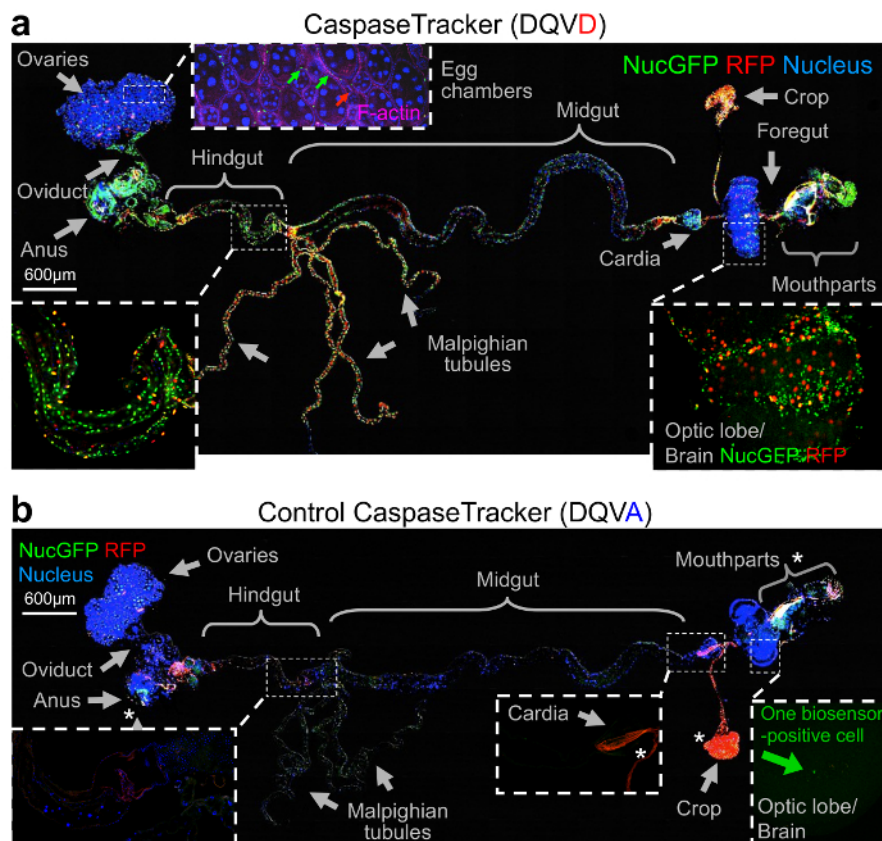 a
CaspaseTracker (DQVD)
Ovaries
F-actin
Egg
chambers
NucGFP RFP Nucleus
Crop
Foregut
Midgut
Hindgut
Oviduct
Anus
600µm
Cardia
Mouthparts
Malpighian
tubules
Optic lobe/
Brain NucGFP RFP
b
Control CaspaseTracker (DQVA)
NucGFP RFP
Nucleus
600µm
Ovaries
Hindgut
Midgut
Mouthparts *
Oviduct
Anus
*
Cardia
*
*
Crop
Malpighian
tubules
One biosensor
-positive cell
Optic lobe/
Brain